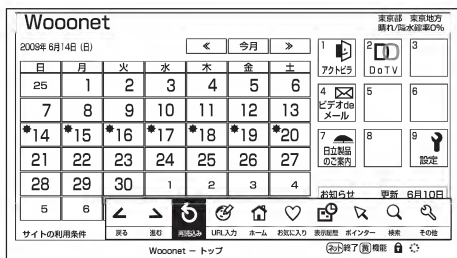 Wooonet
東京都 東京地方
晴れ/降水確率0%
2009年 6月14日 (日)
≪ 今月 ≫
日 月 火 水 木 金 土
25 1 2 3 4 5 6
7 8 9 10 11 12 13
*14 *15 *16 *17 *18 *19 *20
21 22 23 24 25 26 27
28 29 30 1 2 3 4
5 6
1 アクトビラ
2 DoTV
3
4 ビデオde
メール
5
6
7 日立製品
のご案内
8
9 設定
お知らせ 更新 6月10日
戻る 進む 再読込み URL入力 ホーム お気に入り 表示履歴 ポインター 検索 その他
サイトの利用条件
Wooonet − トップ
ネット終了 機能